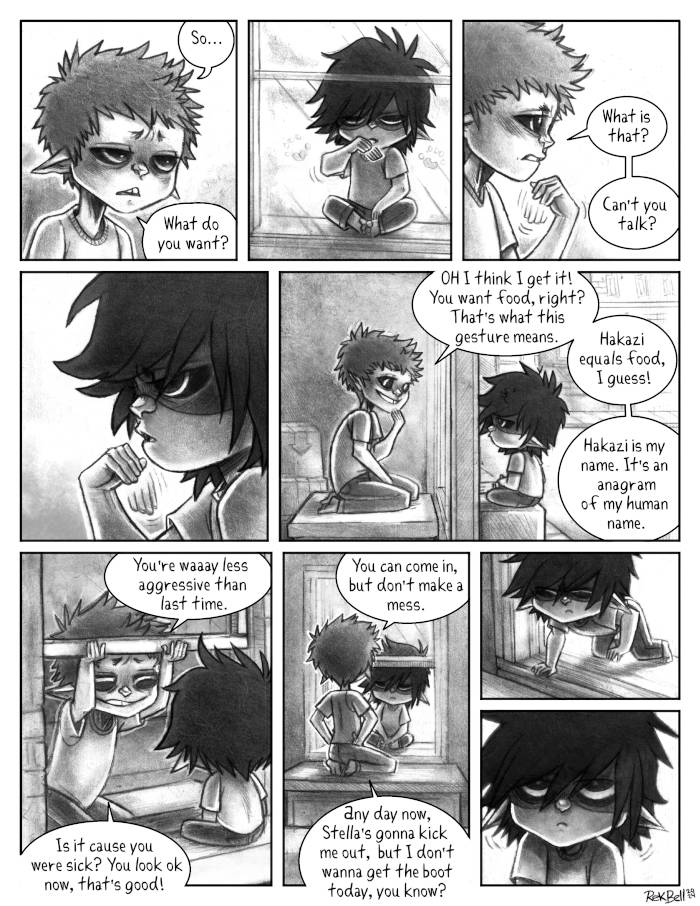 So...
What do
you want?
What is
that?
Can't you
talk?
OH I think I get it!
You want food, right?
That's what this
gesture means.
Hakazi
equals food,
I guess!
Hakazi is my
name. It's an
anagram
of my human
name.
You're waaay less
aggressive than
last time.
Is it cause you
were sick? You look ok
now, that's good!
You can come in,
but don't make a
mess.
any day now,
Stella's gonna kick
me out, but I don't
wanna get the boot
today, you know?
RekBell